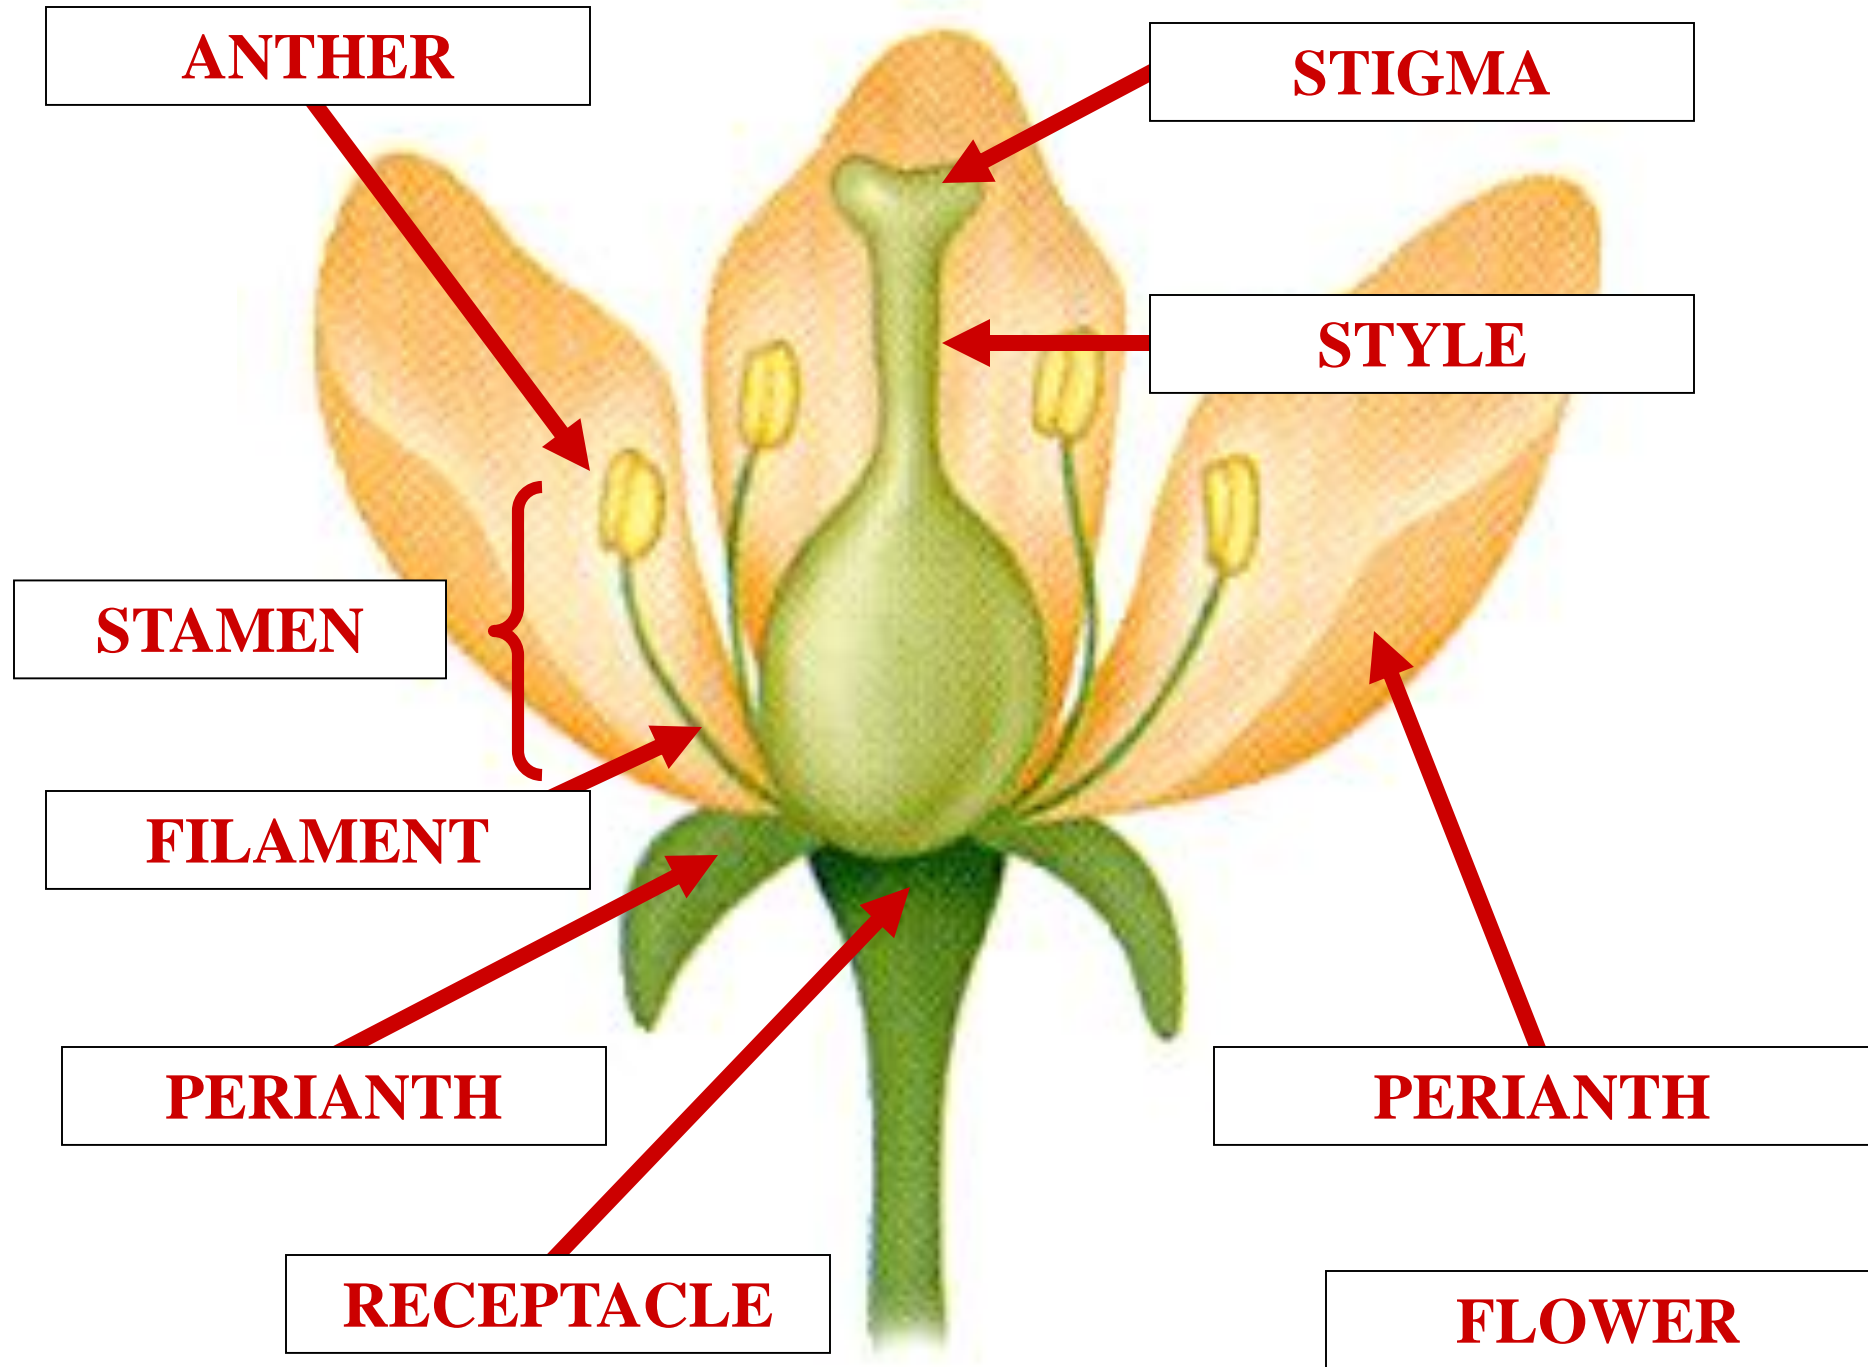 ANTHER
STIGMA
STYLE
STAMEN
FILAMENT
PERIANTH
PERIANTH
RECEPTACLE
FLOWER